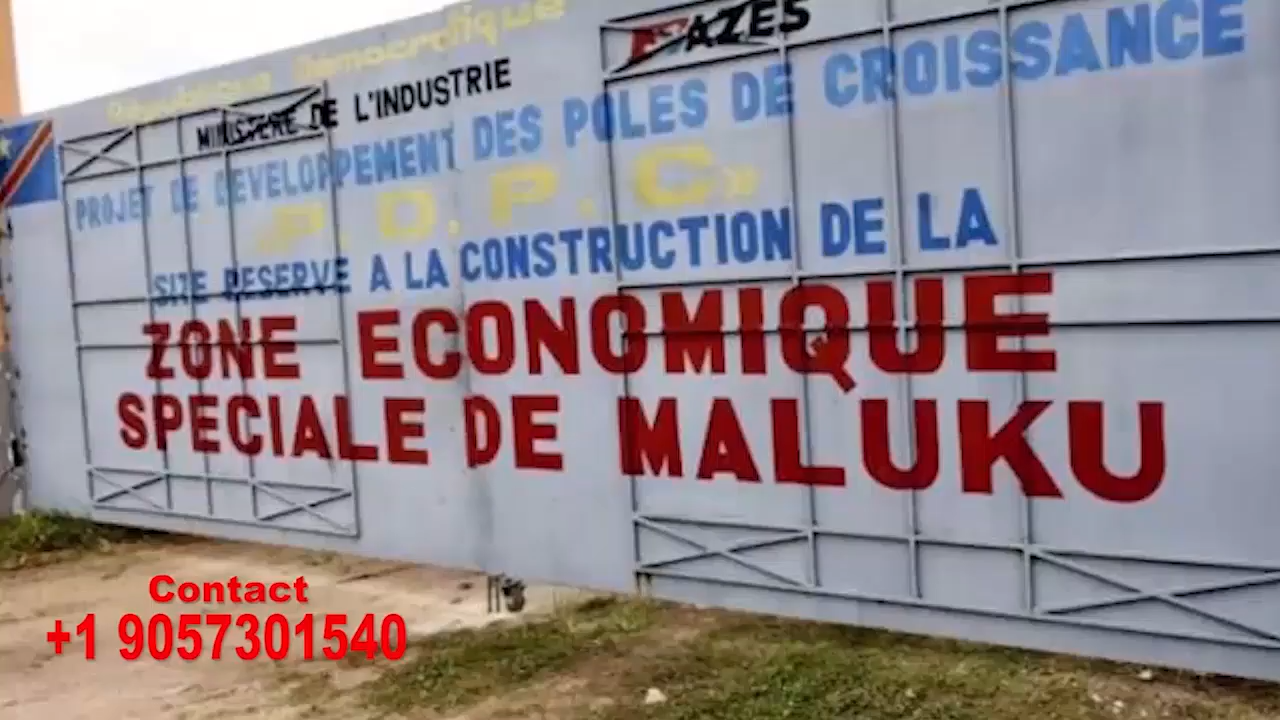 République Démocratique
AZES
MINISTERE DE L'INDUSTRIE
PROJET DE DEVELOPPEMENT DES POLES DE CROISSANCE
«P.D.P.C»
SITE RESERVE A LA CONSTRUCTION DE LA
ZONE ECONOMIQUE
SPECIALE DE MALUKU
Contact
+1 9057301540